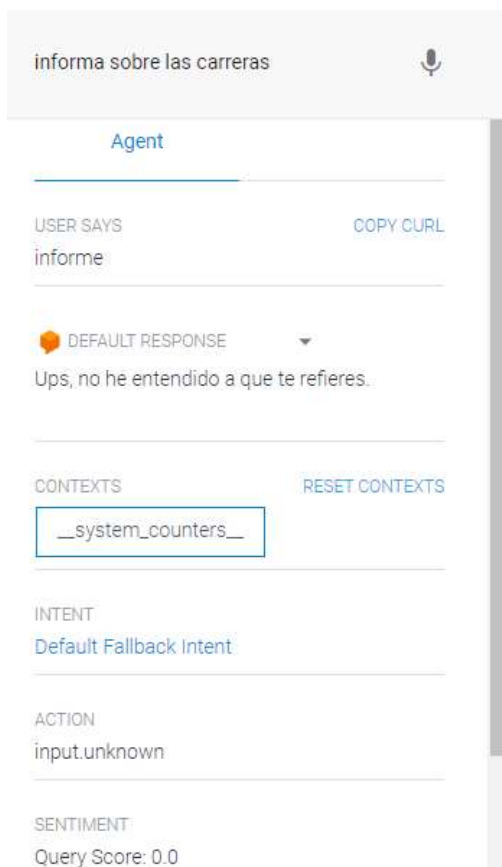 informa sobre las carreras
Agent
USER SAYS COPY CURL
informe
DEFAULT RESPONSE
Ups, no he entendido a que te refieres.
CONTEXTS RESET CONTEXTS
__system_counters__
INTENT
Default Fallback Intent
ACTION
input.unknown
SENTIMENT
Query Score: 0.0